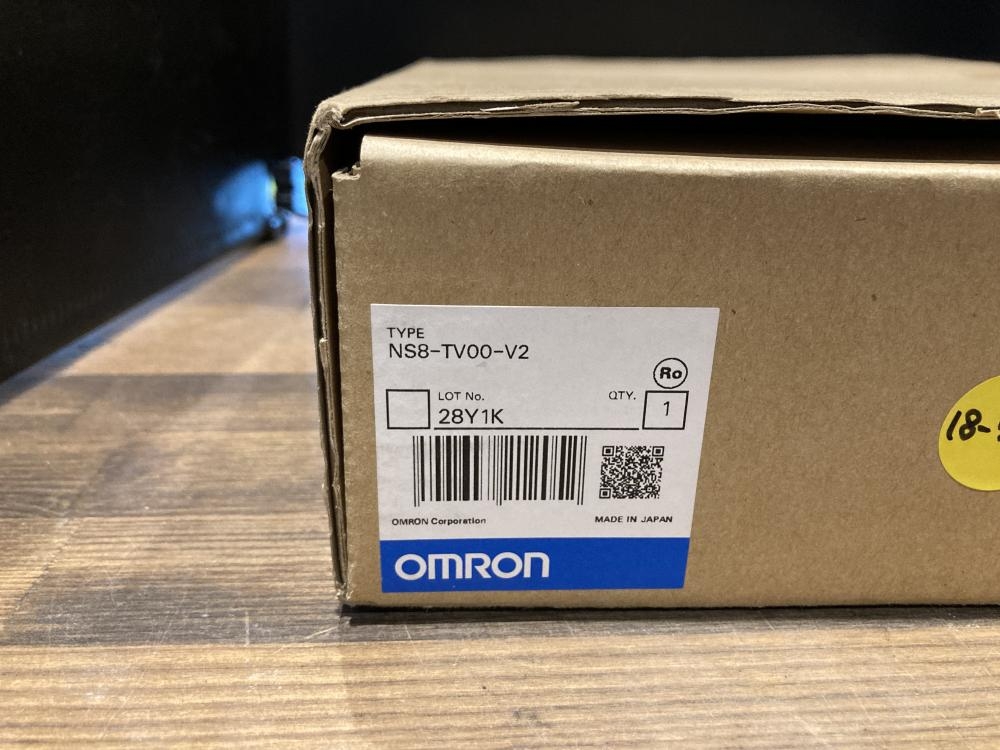 TYPE
NS8-TV00-V2
Ro
LOT No.
QTY.
28Y1K
1
OMRON Corporation
MADE IN JAPAN
OMRON
18-